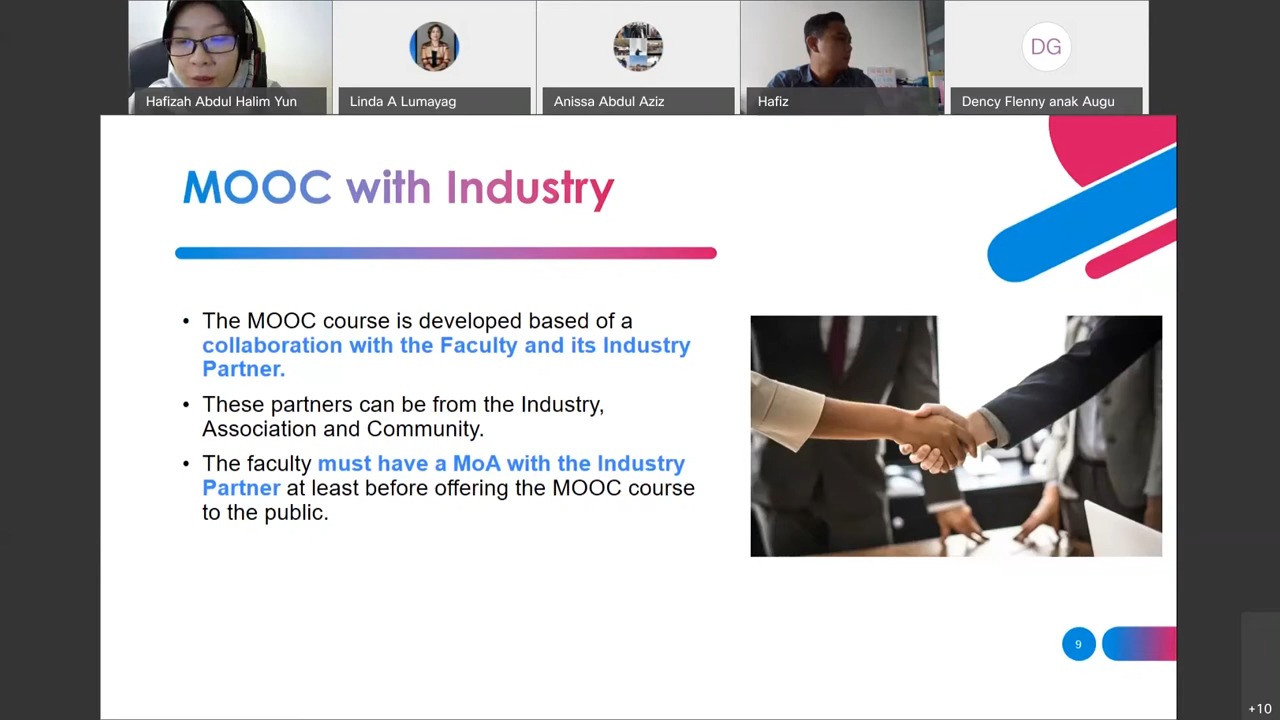 Hafizah Abdul Halim Yun
Linda A Lumayag
Anissa Abdul Aziz
Hafiz
DG
Dency Flenny anak Augu
MOOC with Industry
• The MOOC course is developed based of a
collaboration with the Faculty and its Industry
Partner.
• These partners can be from the Industry,
Association and Community.
• The faculty must have a MoA with the Industry
Partner at least before offering the MOOC course
to the public.
9
+10